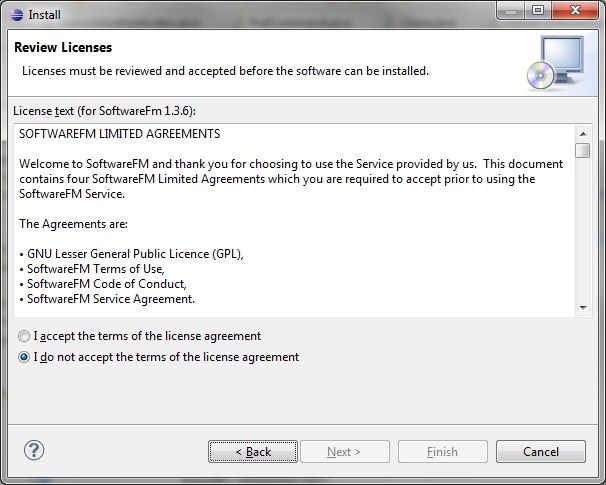 Install
Review Licenses
Licenses must be reviewed and accepted before the software can be installed.
License text (for SoftwareFm 1.3.6):
SOFTWAREFM LIMITED AGREEMENTS
Welcome to SoftwareFM and thank you for choosing to use the Service provided by us.  This document
contains four SoftwareFM Limited Agreements which you are required to accept prior to using the
SoftwareFM Service.
The Agreements are:
• GNU Lesser General Public Licence (GPL),
• SoftwareFM Terms of Use,
• SoftwareFM Code of Conduct,
• SoftwareFM Service Agreement.
I accept the terms of the license agreement
I do not accept the terms of the license agreement
?
< Back
Next >
Finish
Cancel